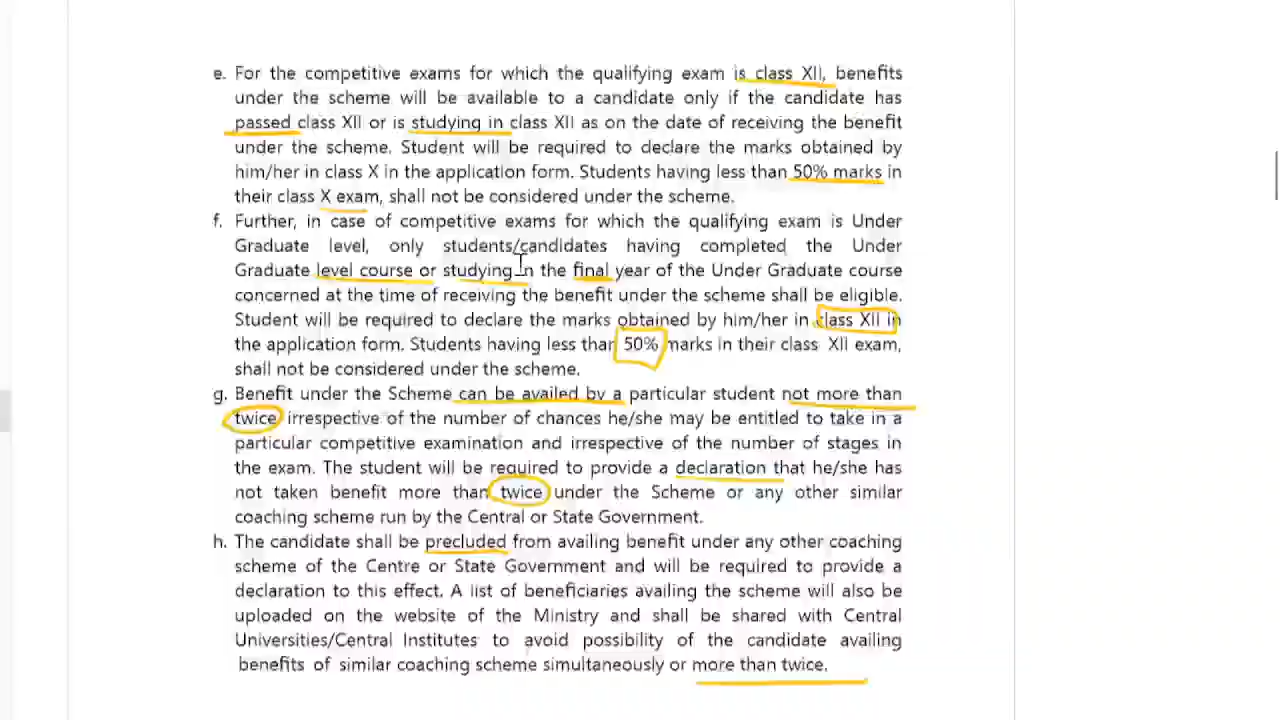 e. For the competitive exams for which the qualifying exam is class XII, benefits
under the scheme will be available to a candidate only if the candidate has
passed class XII or is studying in class XII as on the date of receiving the benefit
under the scheme. Student will be required to declare the marks obtained by
him/her in class X in the application form. Students having less than 50% marks in
their class X exam, shall not be considered under the scheme.
f. Further, in case of competitive exams for which the qualifying exam is Under
Graduate level, only students/candidates having completed the Under
Graduate level course or studying in the final year of the Under Graduate course
concerned at the time of receiving the benefit under the scheme shall be eligible.
Student will be required to declare the marks obtained by him/her in class XII in
the application form. Students having less than 50% marks in their class XII exam,
shall not be considered under the scheme.
g. Benefit under the Scheme can be availed by a particular student not more than
twice irrespective of the number of chances he/she may be entitled to take in a
particular competitive examination and irrespective of the number of stages in
the exam. The student will be required to provide a declaration that he/she has
not taken benefit more than twice under the Scheme or any other similar
coaching scheme run by the Central or State Government.
h. The candidate shall be precluded from availing benefit under any other coaching
scheme of the Centre or State Government and will be required to provide a
declaration to this effect. A list of beneficiaries availing the scheme will also be
uploaded on the website of the Ministry and shall be shared with Central
Universities/Central Institutes to avoid possibility of the candidate availing
benefits of similar coaching scheme simultaneously or more than twice.